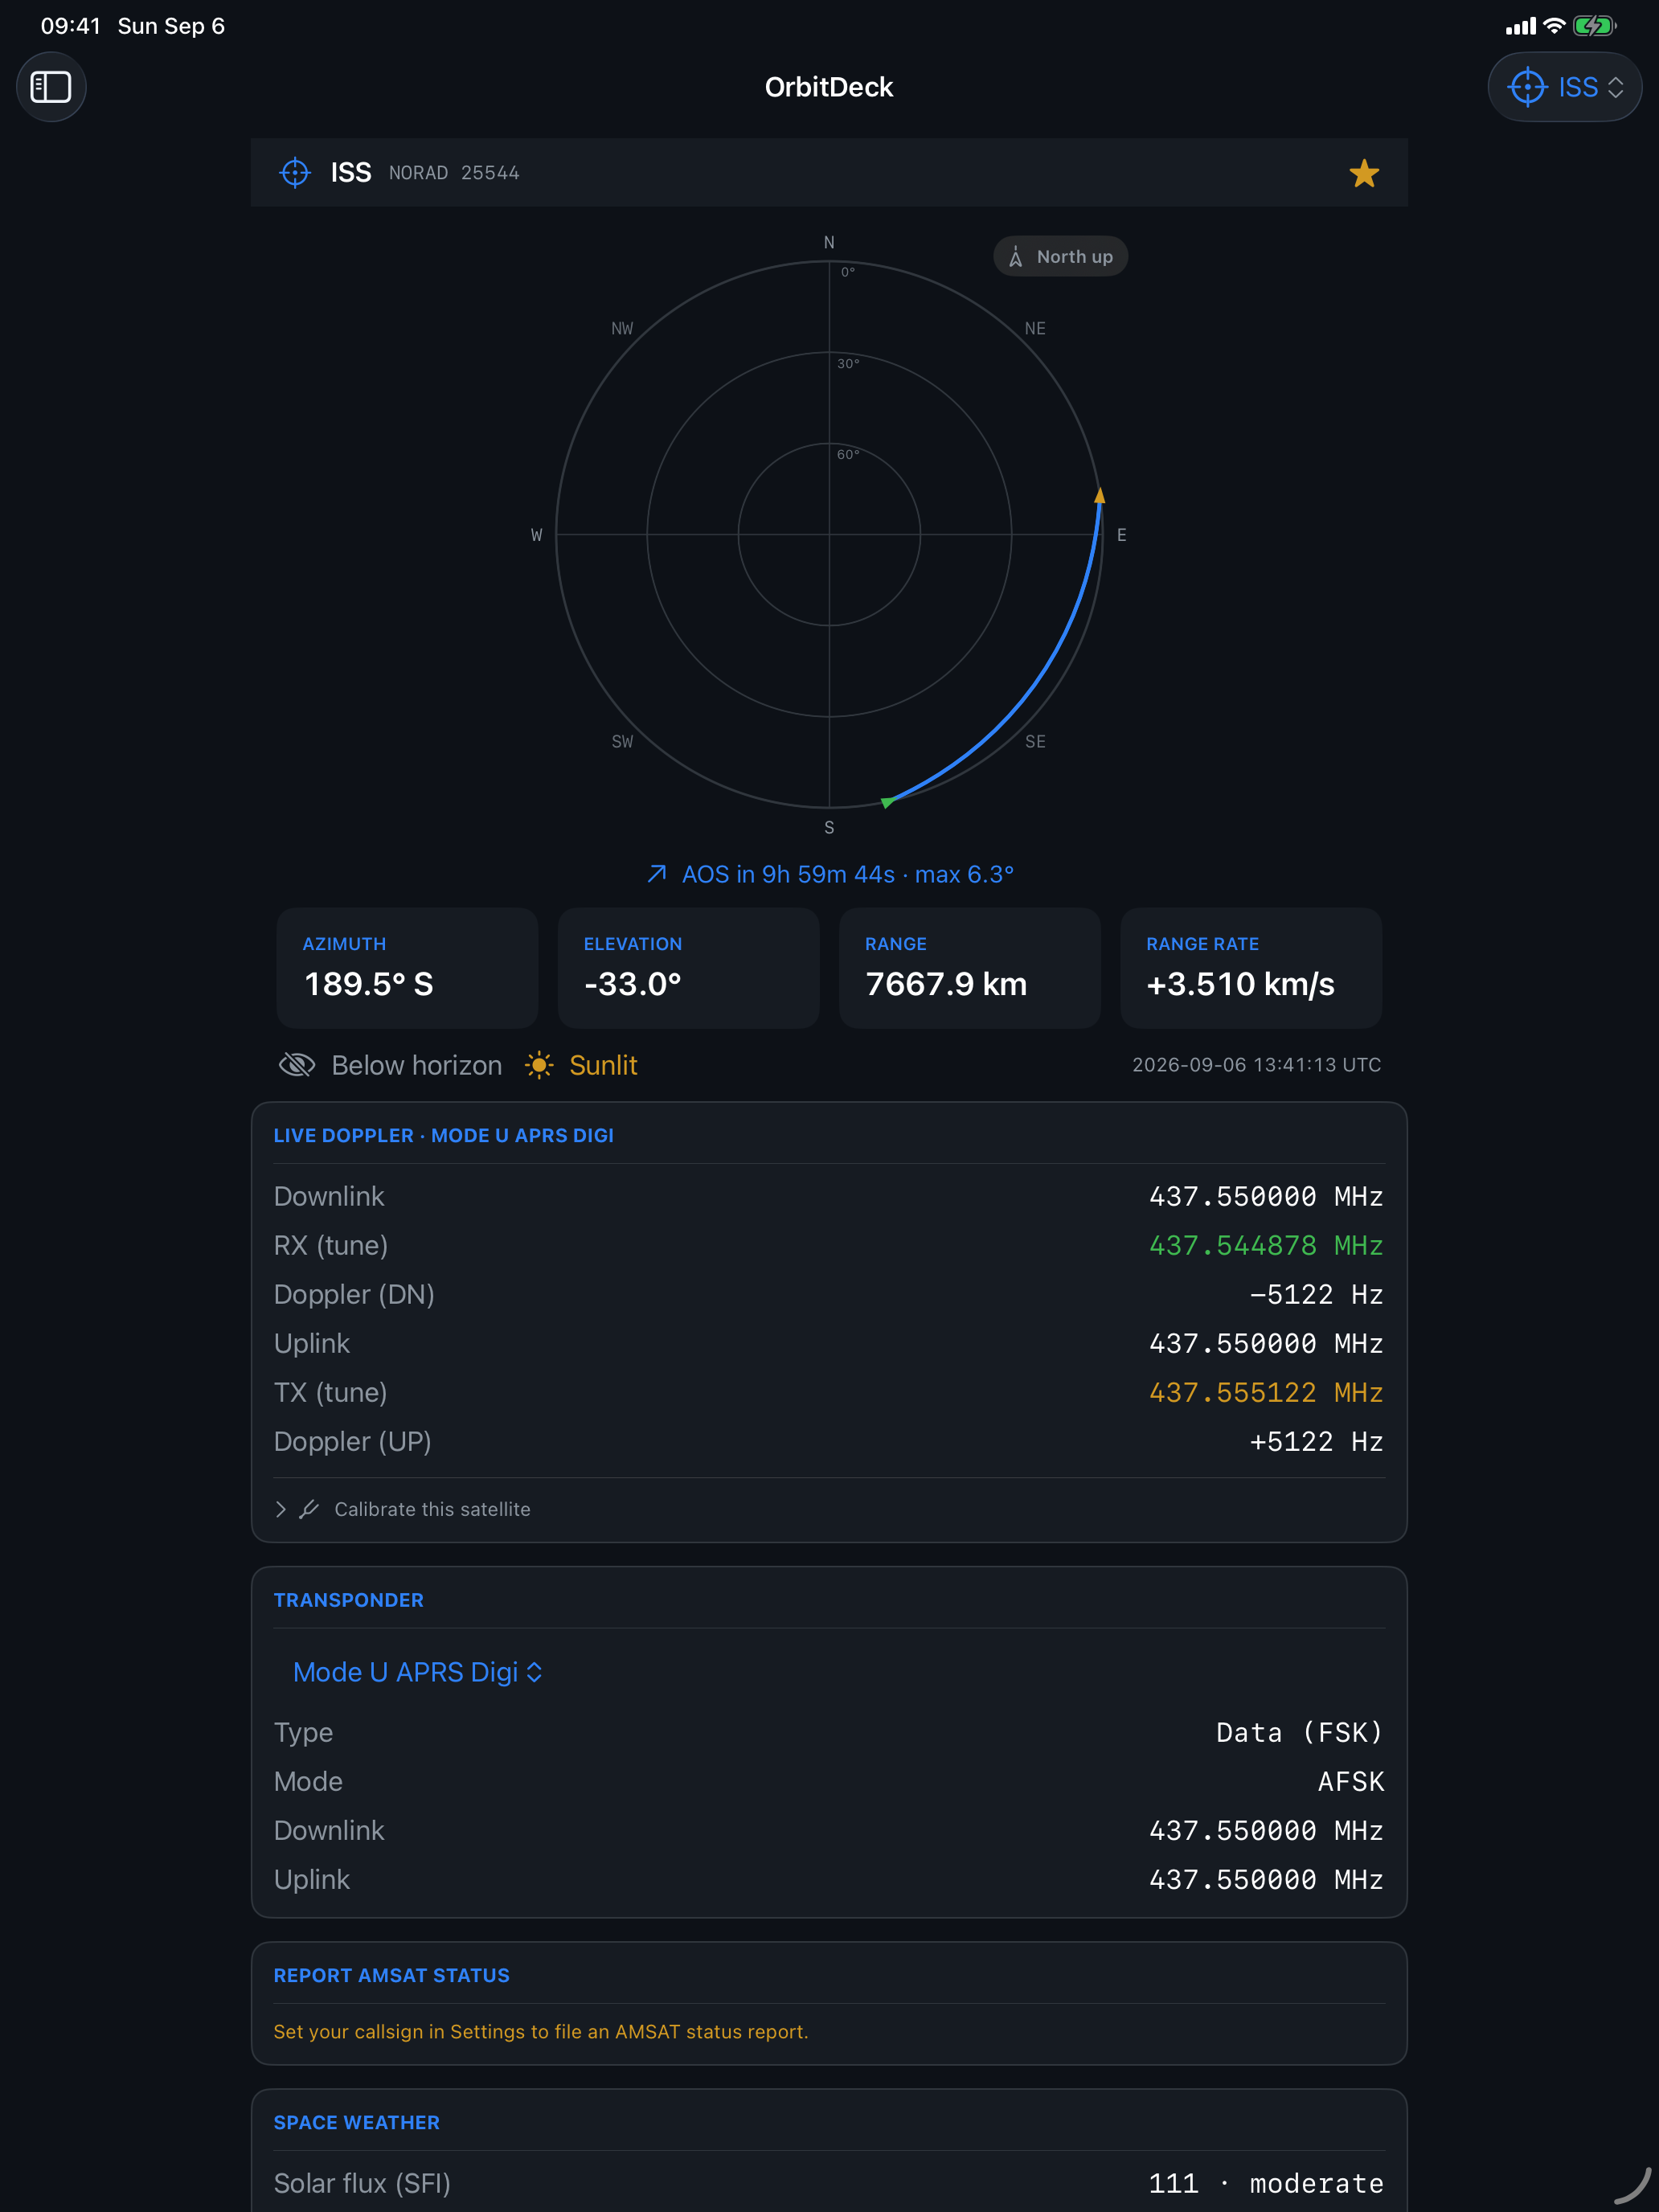 09:41 Sun Sep 6
OrbitDeck
ISS
ISS NORAD 25544
N
North up
0°
NW
NE
30°
60°
W
E
SW
SE
S
AOS in 9h 59m 44s · max 6.3°
AZIMUTH
189.5° S
ELEVATION
-33.0°
RANGE
7667.9 km
RANGE RATE
+3.510 km/s
Below horizon Sunlit 2026-09-06 13:41:13 UTC
LIVE DOPPLER · MODE U APRS DIGI
Downlink 437.550000 MHz
RX (tune) 437.544878 MHz
Doppler (DN) −5122 Hz
Uplink 437.550000 MHz
TX (tune) 437.555122 MHz
Doppler (UP) +5122 Hz
Calibrate this satellite
TRANSPONDER
Mode U APRS Digi
Type Data (FSK)
Mode AFSK
Downlink 437.550000 MHz
Uplink 437.550000 MHz
REPORT AMSAT STATUS
Set your callsign in Settings to file an AMSAT status report.
SPACE WEATHER
Solar flux (SFI) 111 · moderate